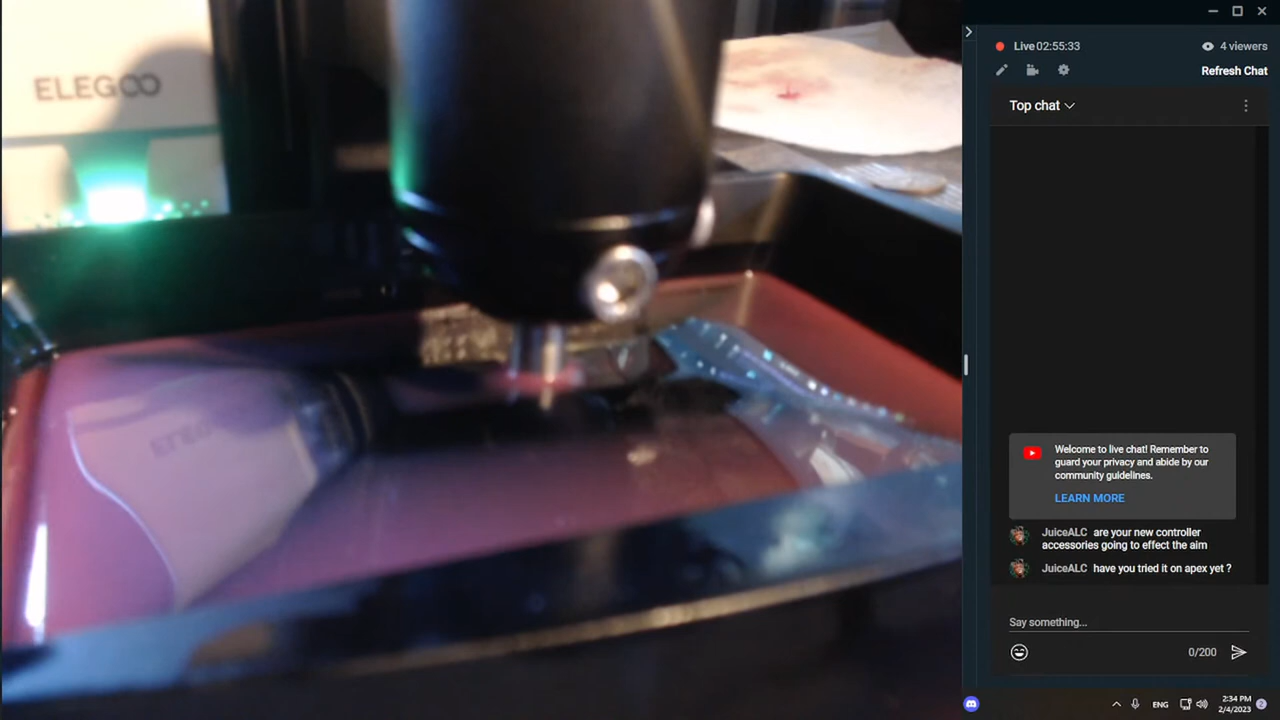 ELEGOO
Live 02:55:33
4 viewers
Refresh Chat
Top chat
Welcome to live chat! Remember to
guard your privacy and abide by our
community guidelines.
LEARN MORE
JuiceALC are your new controller
accessories going to effect the aim
JuiceALC have you tried it on apex yet ?
Say something...
0/200
ENG
2:34 PM
2/4/2023
2